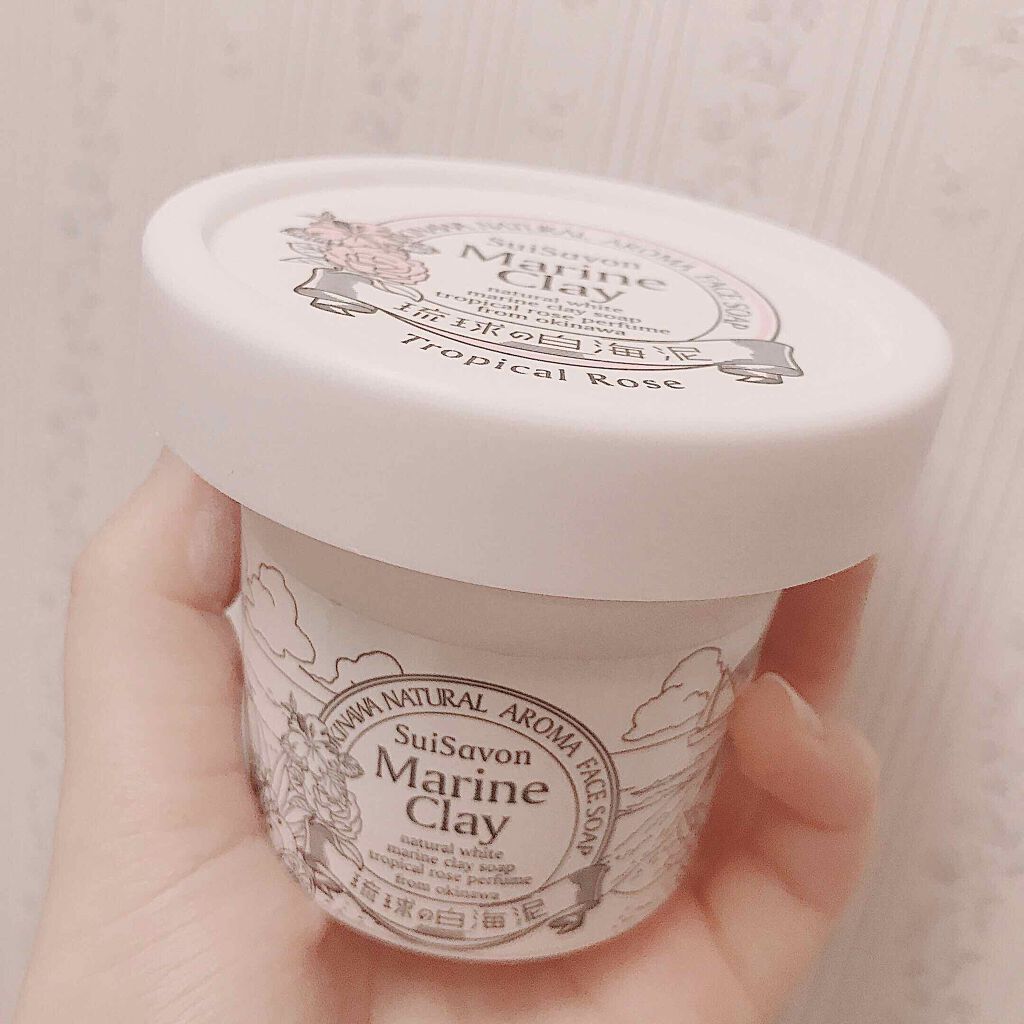 OKINAWA NATURAL AROMA FACE SOAP
SuiSavon
Marine
Clay
natural white
marine clay soap
tropical rose perfume
from okinawa
琉球の白海泥
Tropical Rose
OKINAWA NATURAL AROMA FACE SOAP
SuiSavon
Marine
Clay
natural white
marine clay soap
tropical rose perfume
from okinawa
琉球の白海泥